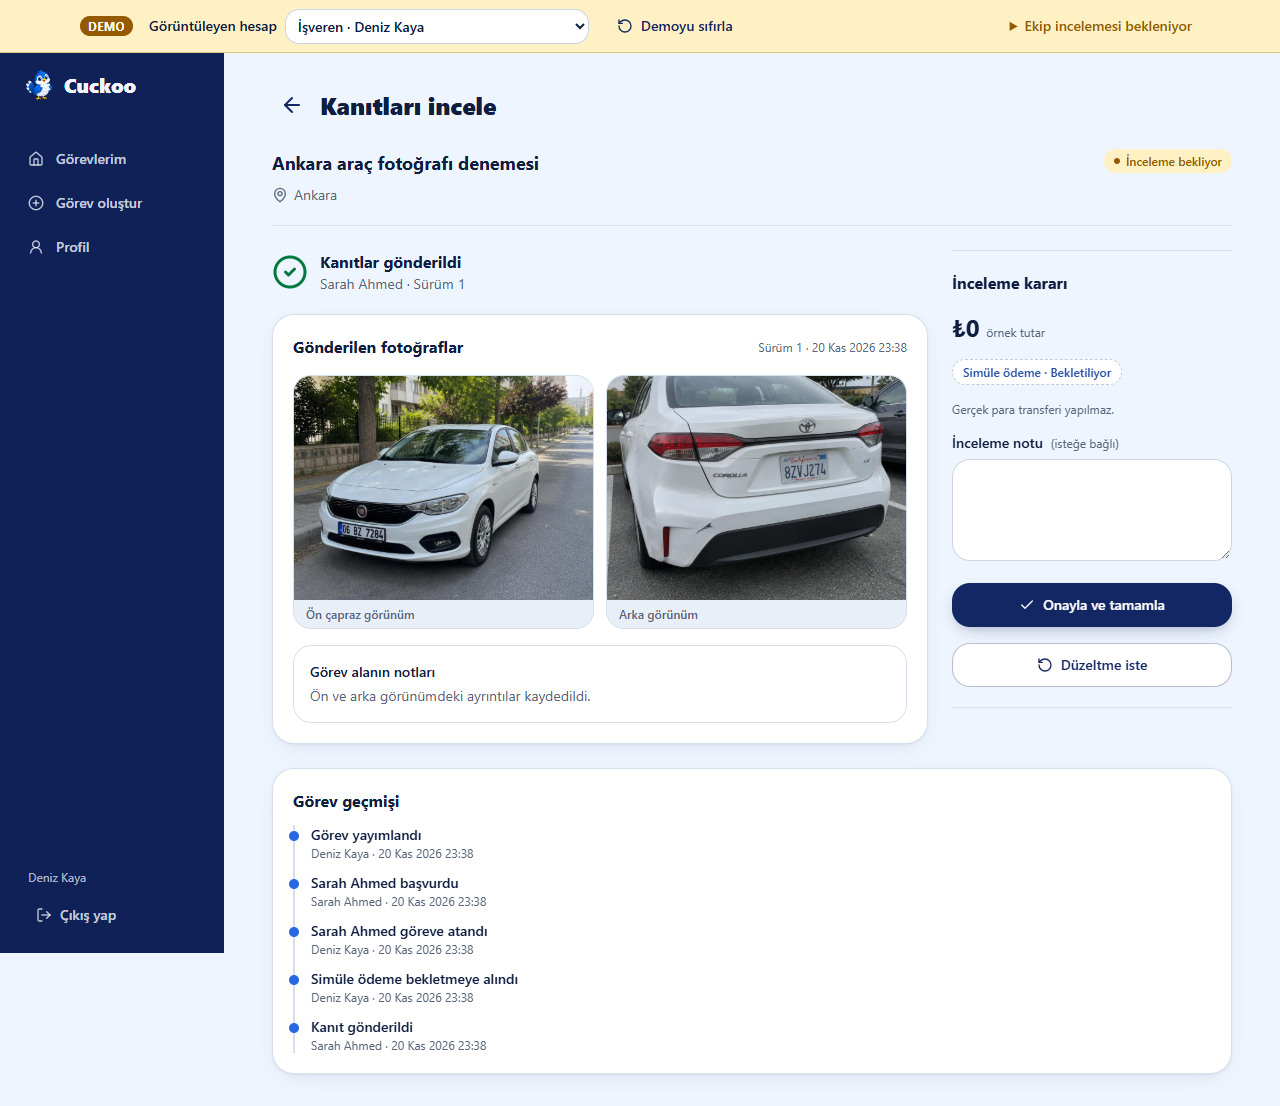 DEMO Görüntüleyen hesap İşveren · Deniz Kaya Demoyu sıfırla Ekip incelemesi bekleniyor
Cuckoo
Görevlerim
Görev oluştur
Profil
Deniz Kaya
Çıkış yap
Kanıtları incele
Ankara araç fotoğrafı denemesi
İnceleme bekliyor
Ankara
Kanıtlar gönderildi
Sarah Ahmed · Sürüm 1
Gönderilen fotoğraflar
Sürüm 1 · 20 Kas 2026 23:38
06 BZ 7284
California
8ZVJ274
COROLLA
Ön çapraz görünüm
Arka görünüm
Görev alanın notları
Ön ve arka görünümdeki ayrıntılar kaydedildi.
İnceleme kararı
₺0 örnek tutar
Simüle ödeme · Bekletiliyor
Gerçek para transferi yapılmaz.
İnceleme notu (isteğe bağlı)
Onayla ve tamamla
Düzeltme iste
Görev geçmişi
Görev yayımlandı
Deniz Kaya · 20 Kas 2026 23:38
Sarah Ahmed başvurdu
Sarah Ahmed · 20 Kas 2026 23:38
Sarah Ahmed göreve atandı
Deniz Kaya · 20 Kas 2026 23:38
Simüle ödeme bekletmeye alındı
Deniz Kaya · 20 Kas 2026 23:38
Kanıt gönderildi
Sarah Ahmed · 20 Kas 2026 23:38